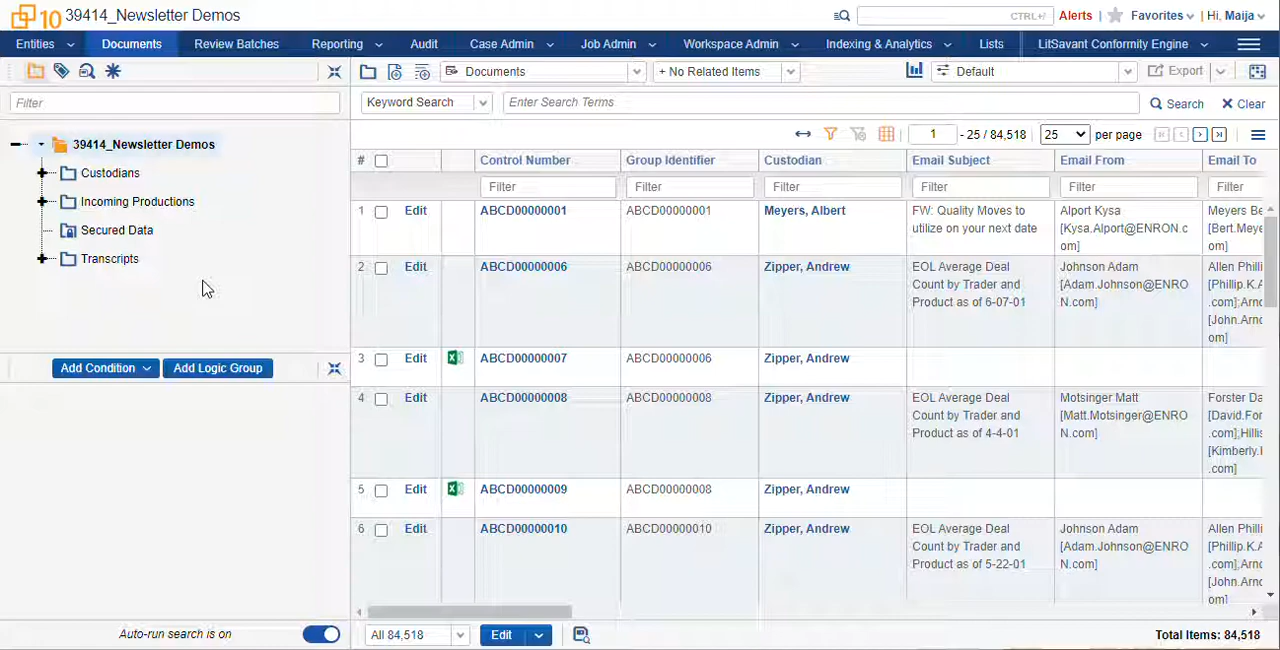 10 39414_Newsletter Demos
CTRL+/ Alerts | Favorites | Hi, Maija
Entities Documents Review Batches Reporting Audit Case Admin Job Admin Workspace Admin Indexing & Analytics Lists LitSavant Conformity Engine
Documents + No Related Items Default Export
Filter
Keyword Search Enter Search Terms Search Clear
1 - 25 / 84,518 25 per page
39414_Newsletter Demos
Custodians
Incoming Productions
Secured Data
Transcripts
# Control Number Group Identifier Custodian Email Subject Email From Email To
Filter Filter Filter Filter Filter Filter
1 Edit ABCD00000001 ABCD00000001 Meyers, Albert FW: Quality Moves to Alport Kysa Meyers Be
utilize on your next date [Kysa.Alport@ENRON.c [Bert.Meye
om] om]
2 Edit ABCD00000006 ABCD00000006 Zipper, Andrew EOL Average Deal Johnson Adam Allen Phill
Count by Trader and [Adam.Johnson@ENRO [Phillip.K.A
Product as of 6-07-01 N.com] .com];Arn
[John.Arno
om]
3 Edit ABCD00000007 ABCD00000006 Zipper, Andrew
4 Edit ABCD00000008 ABCD00000008 Zipper, Andrew EOL Average Deal Motsinger Matt Forster Da
Count by Trader and [Matt.Motsinger@ENRO [David.For
Product as of 4-4-01 N.com] .com];Hilli
[Kimberly.H
.com]
5 Edit ABCD00000009 ABCD00000008 Zipper, Andrew
6 Edit ABCD00000010 ABCD00000010 Zipper, Andrew EOL Average Deal Johnson Adam Allen Philli
Count by Trader and [Adam.Johnson@ENRO [Phillip.K.A
Product as of 5-22-01 N.com] .com];Arn
[John.Arno
om]
Add Condition Add Logic Group
Auto-run search is on
All 84,518 Edit Total Items: 84,518